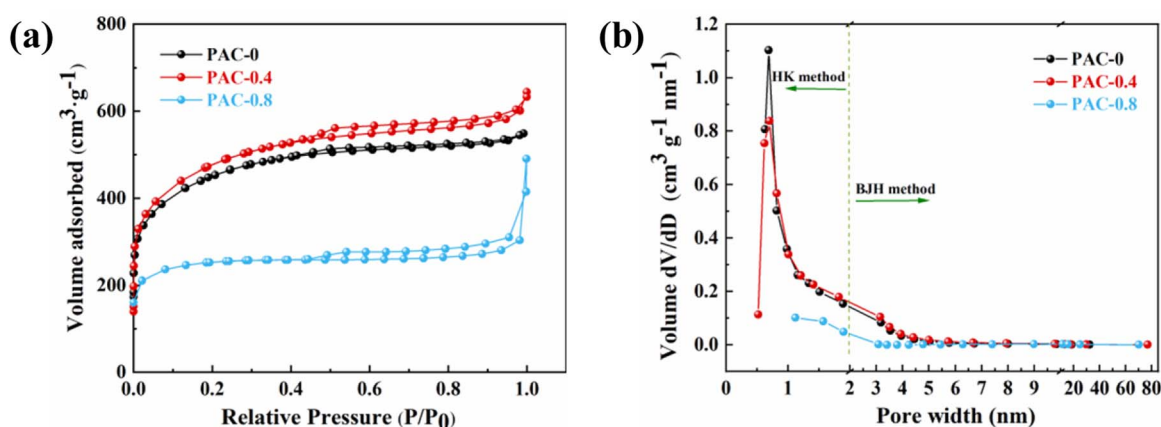 (a)
800
600
400
200
0
Volume adsorbed (cm³·g⁻¹)
PAC-0
PAC-0.4
PAC-0.8
0.0 0.2 0.4 0.6 0.8 1.0
Relative Pressure (P/P₀)
(b)
1.2
1.0
0.8
0.6
0.4
0.2
0.0
Volume dV/dD (cm³ g⁻¹ nm⁻¹)
HK method
BJH method
PAC-0
PAC-0.4
PAC-0.8
0 1 2 3 4 5 6 7 8 9 20 40 60 80
Pore width (nm)